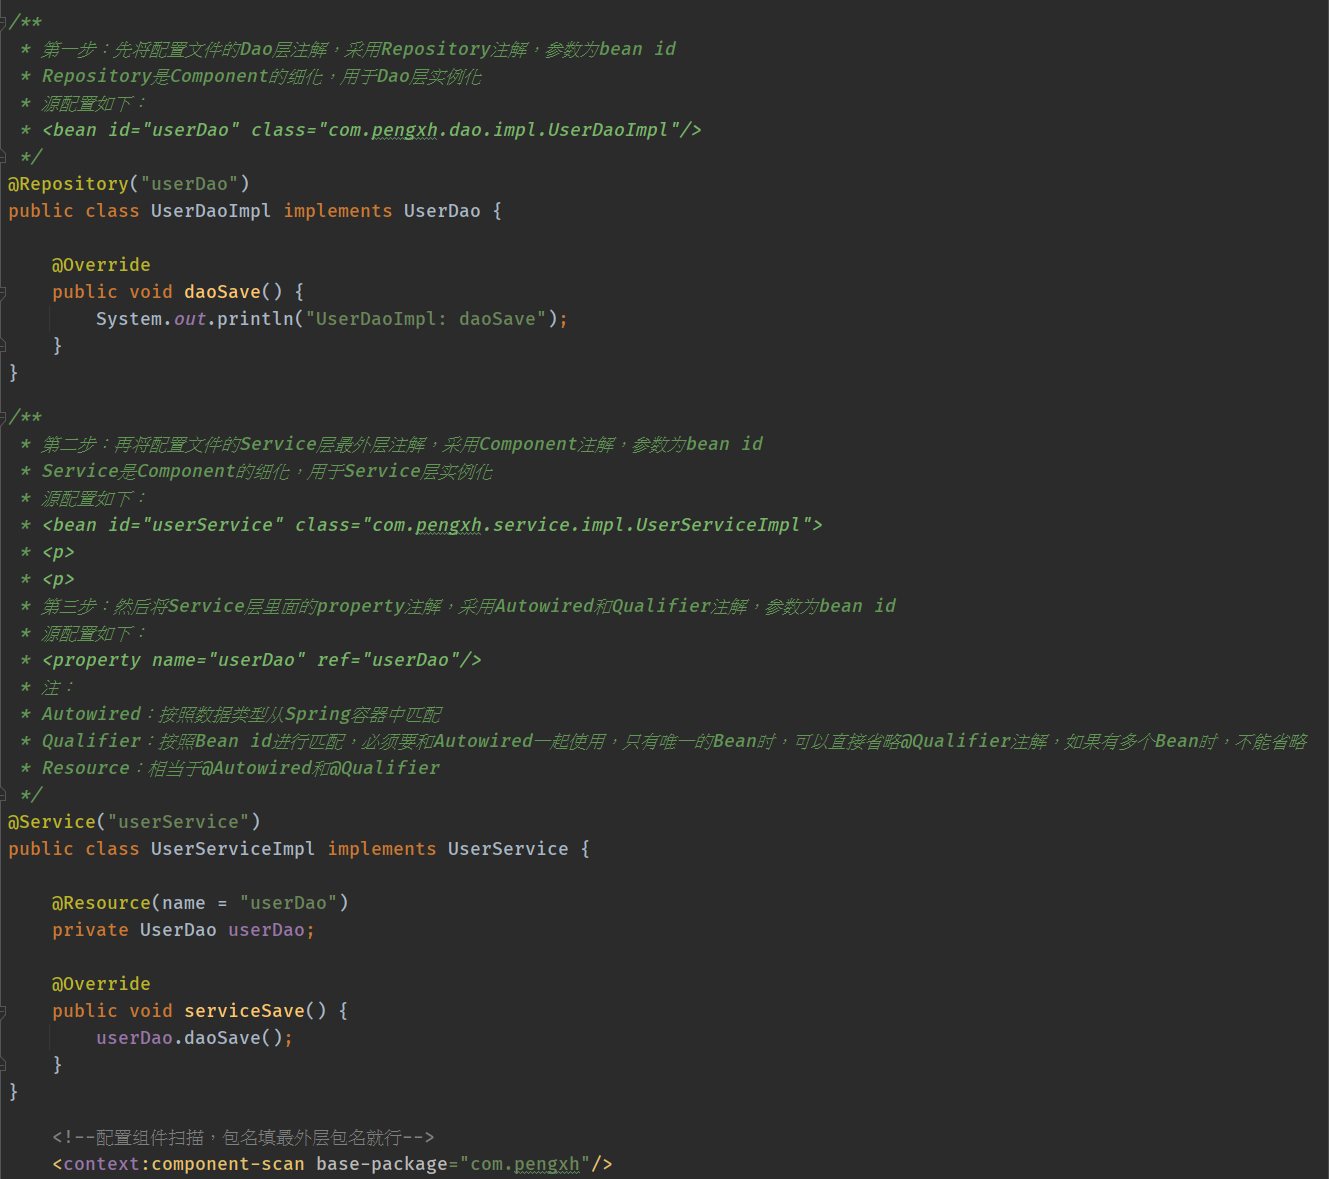 /**
 * 第一步：先将配置文件的Dao层注解，采用Repository注解，参数为bean id
 * Repository是Component的细化，用于Dao层实例化
 * 源配置如下：
 * <bean id="userDao" class="com.pengxh.dao.impl.UserDaoImpl"/>
 */
@Repository("userDao")
public class UserDaoImpl implements UserDao {
    @Override
    public void daoSave() {
        System.out.println("UserDaoImpl: daoSave");
    }
}
/**
 * 第二步：再将配置文件的Service层最外层注解，采用Component注解，参数为bean id
 * Service是Component的细化，用于Service层实例化
 * 源配置如下：
 * <bean id="userService" class="com.pengxh.service.impl.UserServiceImpl">
 * <p>
 * <p>
 * 第三步：然后将Service层里面的property注解，采用Autowired和Qualifier注解，参数为bean id
 * 源配置如下：
 * <property name="userDao" ref="userDao"/>
 * 注：
 * Autowired：按照数据类型从Spring容器中匹配
 * Qualifier：按照Bean id进行匹配，必须要和Autowired一起使用，只有唯一的Bean时，可以直接省略@Qualifier注解，如果有多个Bean时，不能省略
 * Resource：相当于@Autowired和@Qualifier
 */
@Service("userService")
public class UserServiceImpl implements UserService {
    @Resource(name = "userDao")
    private UserDao userDao;
    @Override
    public void serviceSave() {
        userDao.daoSave();
    }
}
    <!--配置组件扫描，包名填最外层包名就行-->
    <context:component-scan base-package="com.pengxh"/>